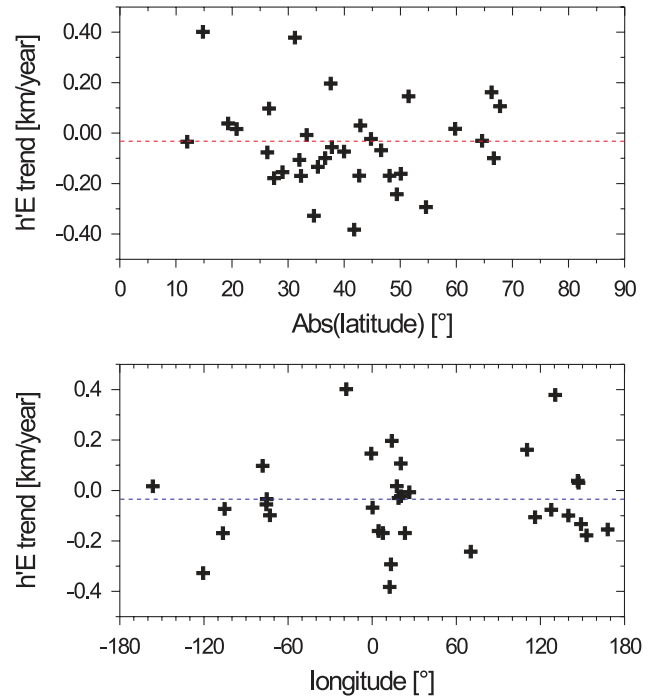 0.40
0.20
0.00
-0.20
-0.40
h'E trend [km/year]
0 10 20 30 40 50 60 70 80 90
Abs(latitude) [°]
0.4
0.2
0.0
-0.2
-0.4
h'E trend [km/year]
-180 -120 -60 0 60 120 180
longitude [°]